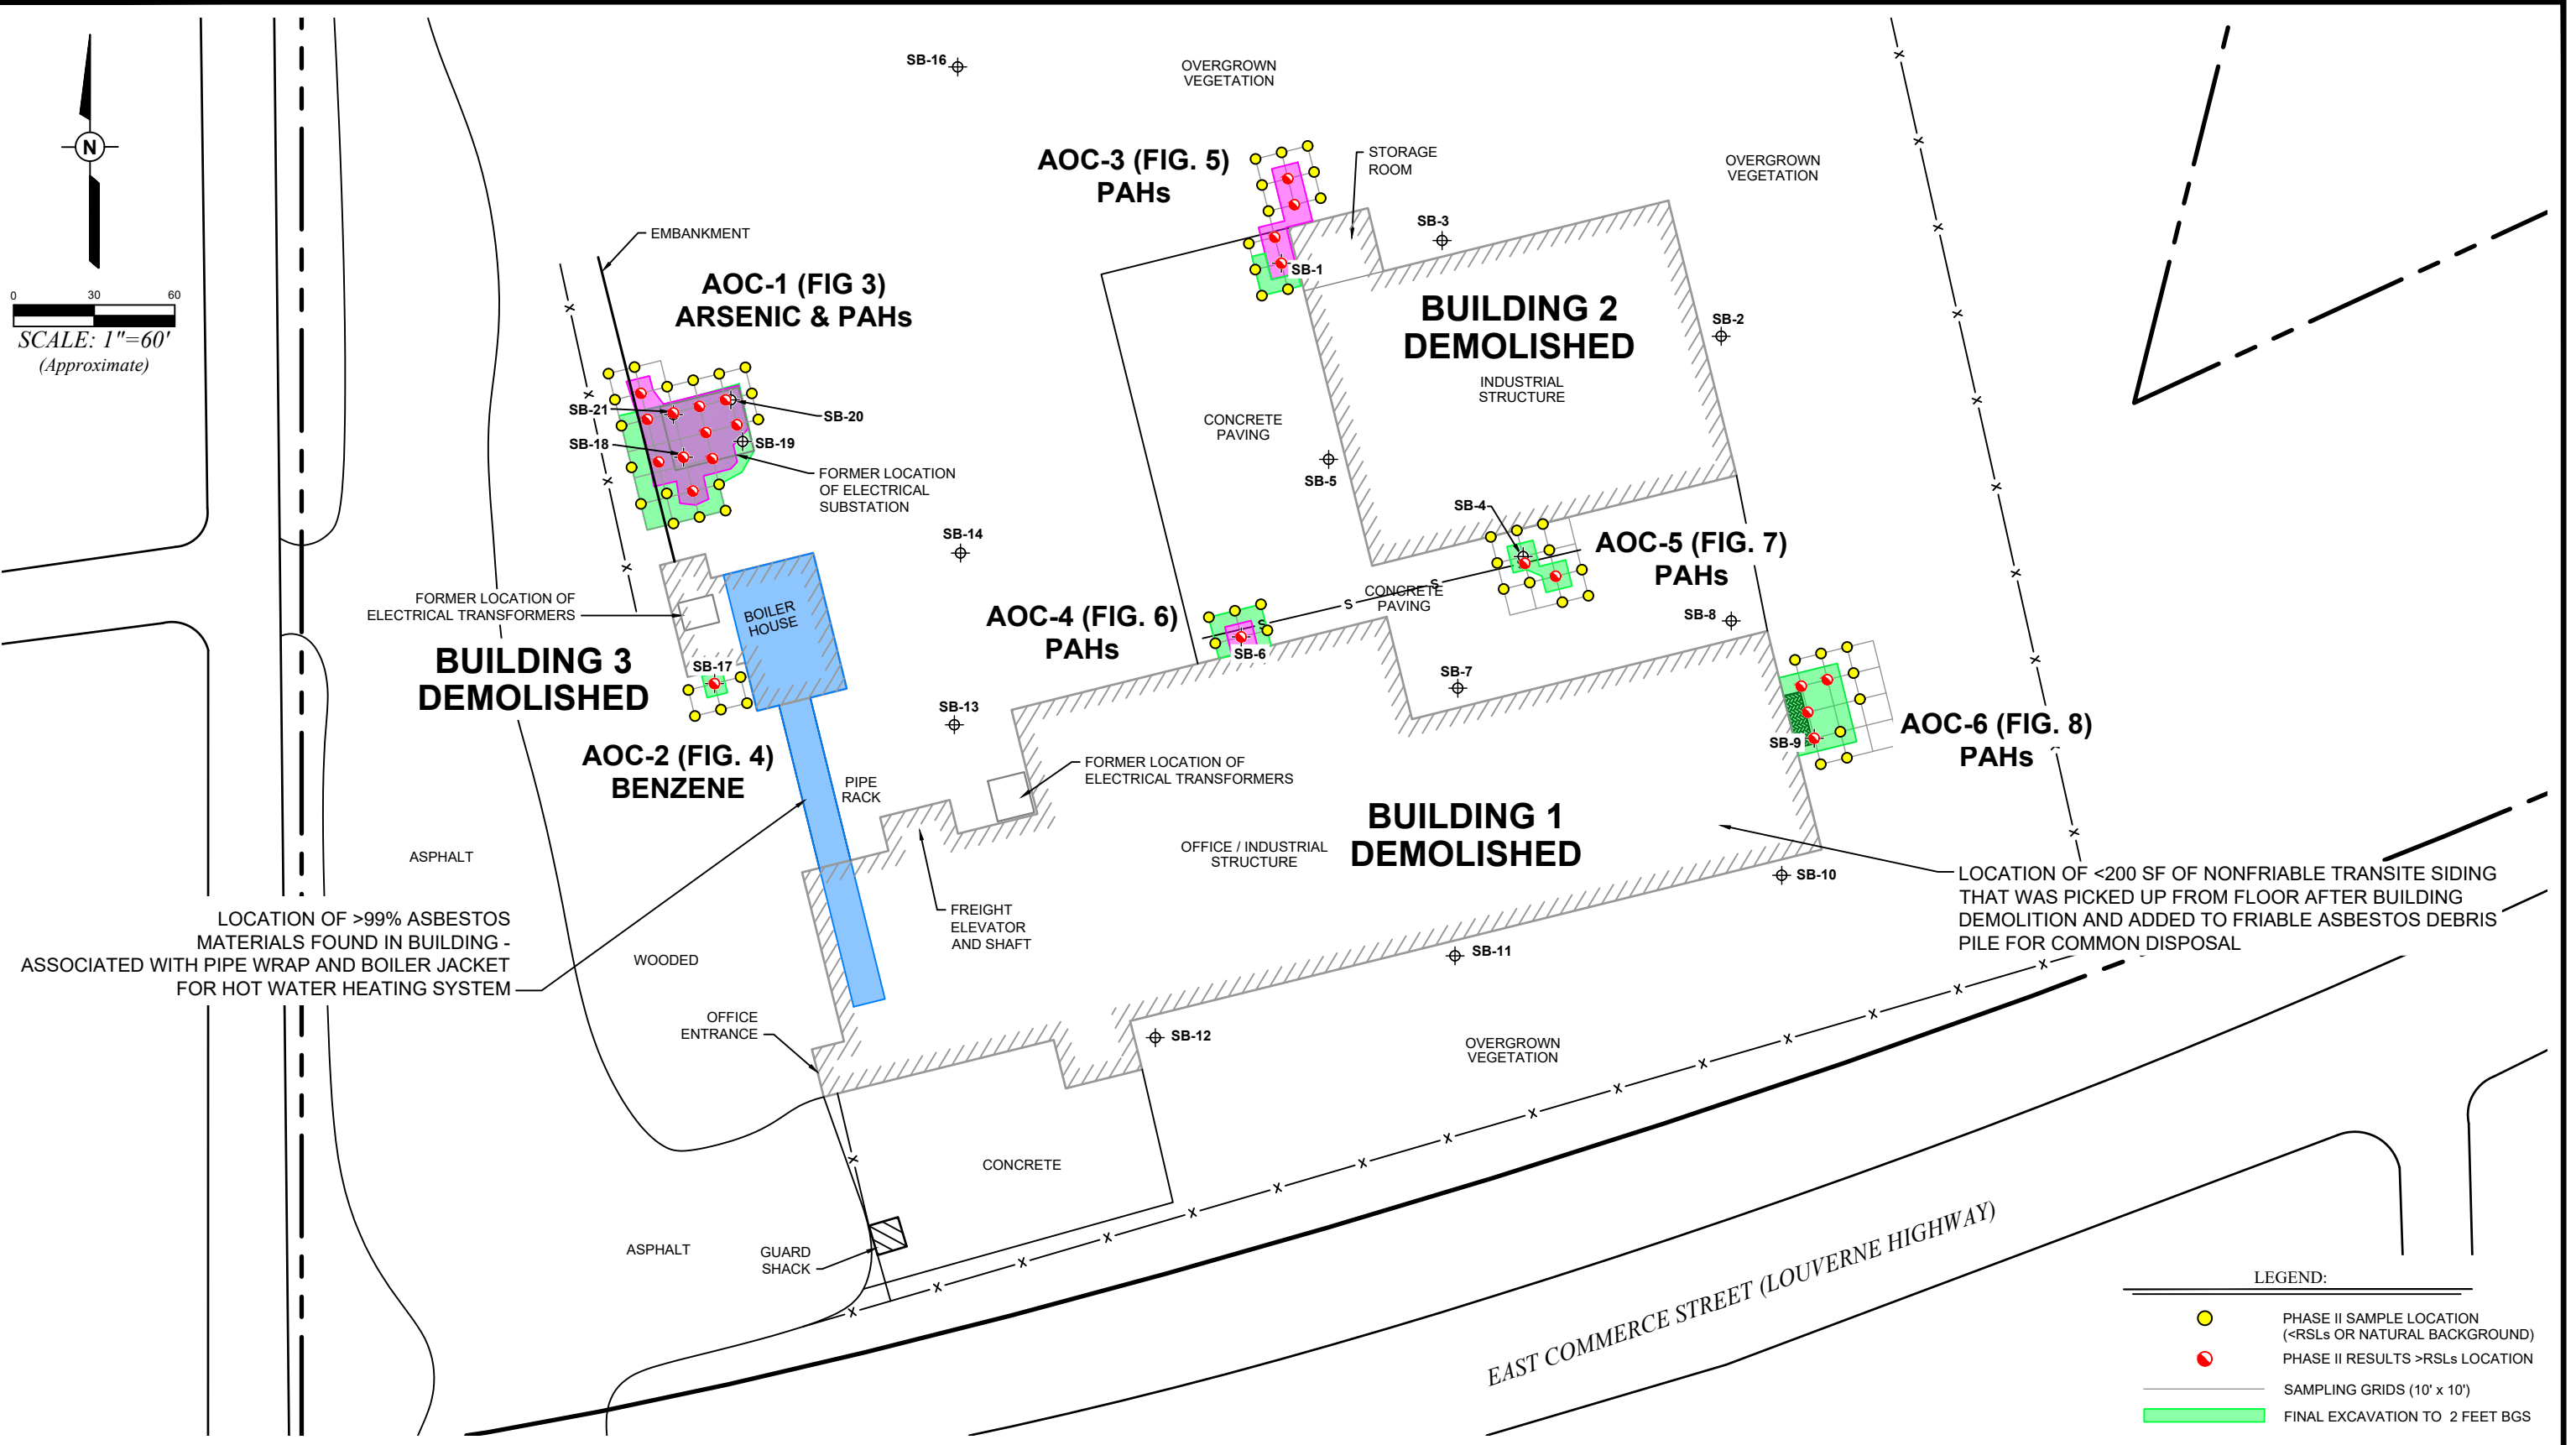 SB-16
OVERGROWN
VEGETATION
N
0 30 60
SCALE: 1"=60'
(Approximate)
AOC-3 (FIG. 5)
PAHs
STORAGE
ROOM
OVERGROWN
VEGETATION
SB-3
EMBANKMENT
AOC-1 (FIG 3)
ARSENIC & PAHs
SB-1
BUILDING 2
DEMOLISHED
INDUSTRIAL
STRUCTURE
SB-2
SB-21
SB-20
SB-18
SB-19
FORMER LOCATION
OF ELECTRICAL
SUBSTATION
CONCRETE
PAVING
SB-5
SB-4
SB-14
AOC-5 (FIG. 7)
PAHs
FORMER LOCATION OF
ELECTRICAL TRANSFORMERS
BOILER
HOUSE
AOC-4 (FIG. 6)
PAHs
S
S
S
CONCRETE
PAVING
SB-6
SB-8
BUILDING 3
DEMOLISHED
SB-17
SB-7
SB-13
SB-9
AOC-6 (FIG. 8)
PAHs
AOC-2 (FIG. 4)
BENZENE
PIPE
RACK
FORMER LOCATION OF
ELECTRICAL TRANSFORMERS
BUILDING 1
DEMOLISHED
OFFICE / INDUSTRIAL
STRUCTURE
ASPHALT
SB-10
LOCATION OF <200 SF OF NONFRIABLE TRANSITE SIDING
THAT WAS PICKED UP FROM FLOOR AFTER BUILDING
DEMOLITION AND ADDED TO FRIABLE ASBESTOS DEBRIS
PILE FOR COMMON DISPOSAL
LOCATION OF >99% ASBESTOS
MATERIALS FOUND IN BUILDING -
ASSOCIATED WITH PIPE WRAP AND BOILER JACKET
FOR HOT WATER HEATING SYSTEM
FREIGHT
ELEVATOR
AND SHAFT
WOODED
SB-11
OFFICE
ENTRANCE
SB-12
OVERGROWN
VEGETATION
CONCRETE
ASPHALT
GUARD
SHACK
EAST COMMERCE STREET (LOUVERNE HIGHWAY)
LEGEND:
PHASE II SAMPLE LOCATION
(<RSLs OR NATURAL BACKGROUND)
PHASE II RESULTS >RSLs LOCATION
SAMPLING GRIDS (10' x 10')
FINAL EXCAVATION TO 2 FEET BGS